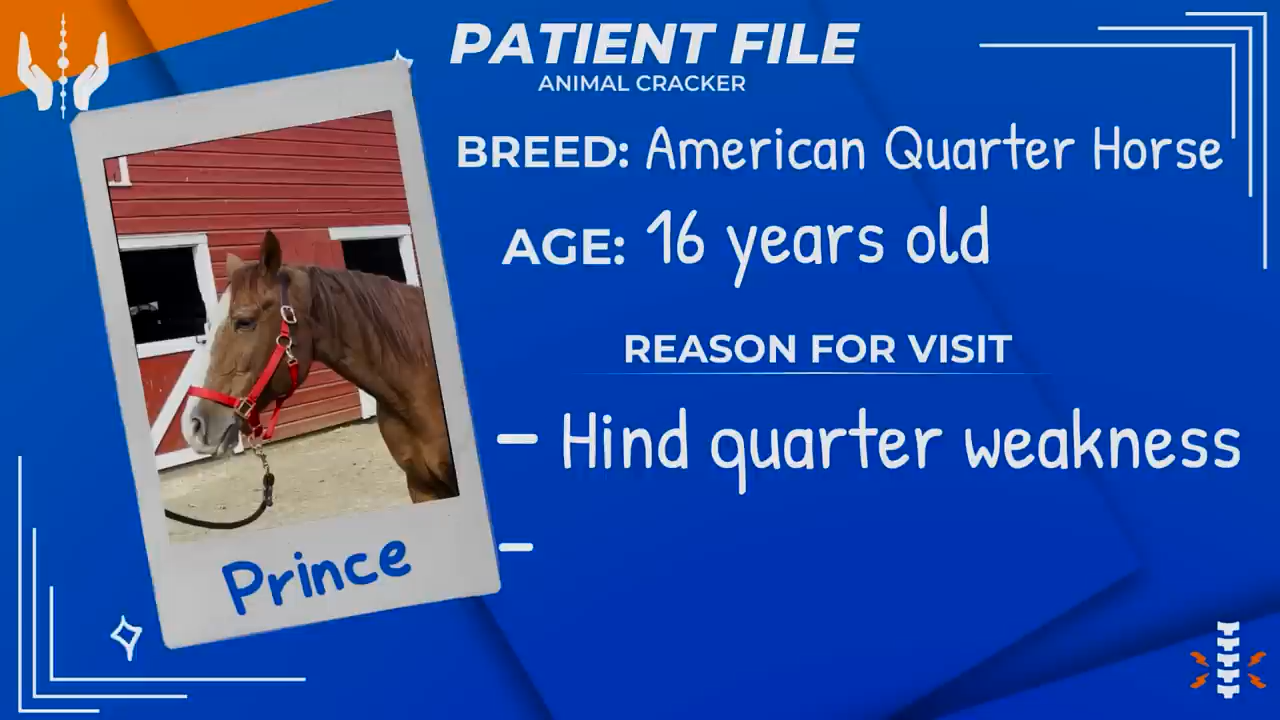 PATIENT FILE
ANIMAL CRACKER
BREED: American Quarter Horse
AGE: 16 years old
REASON FOR VISIT
- Hind quarter weakness
-
Prince